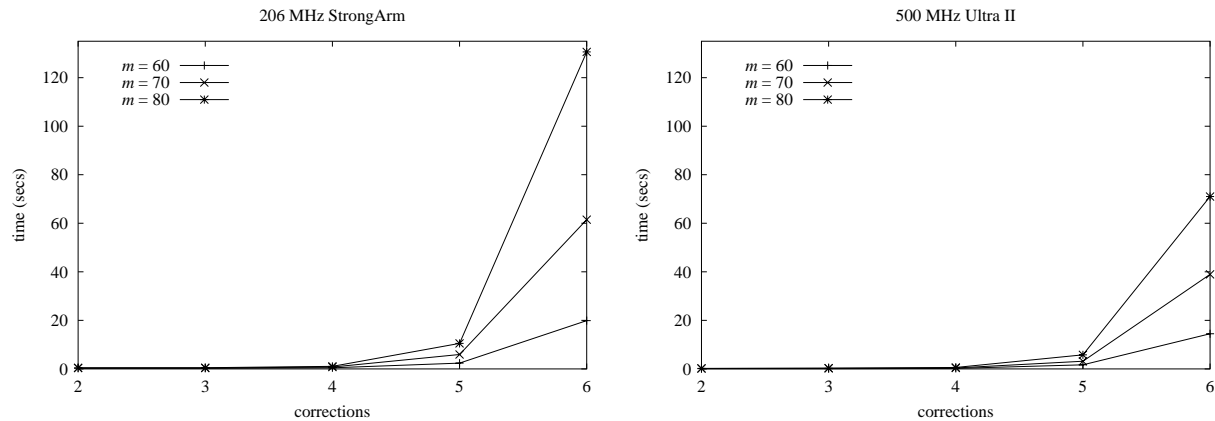 206 MHz StrongArm
m = 60
m = 70
m = 80
120
100
80
60
40
20
0
time (secs)
2 3 4 5 6
corrections
500 MHz Ultra II
m = 60
m = 70
m = 80
120
100
80
60
40
20
0
time (secs)
2 3 4 5 6
corrections